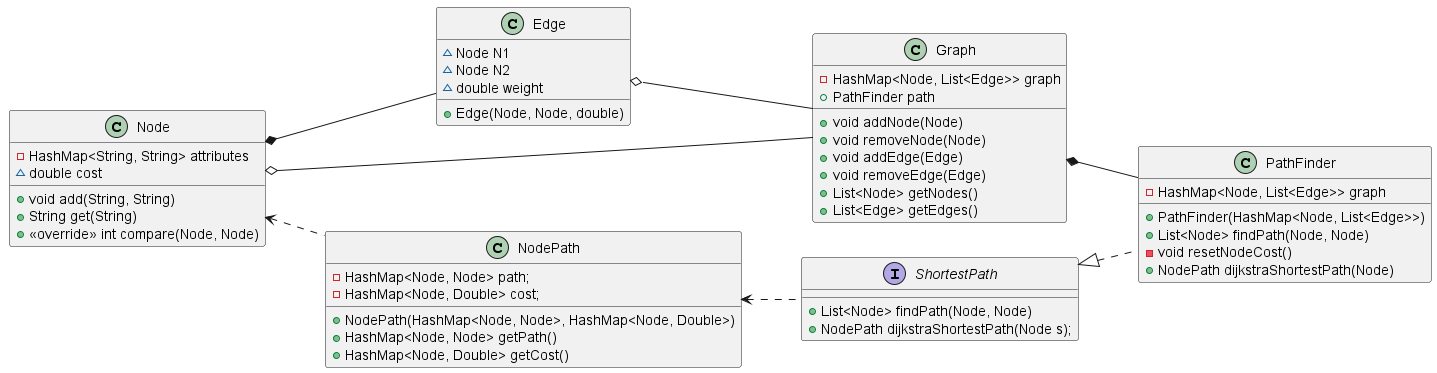 C Edge
Node N1
Node N2
double weight
Edge(Node, Node, double)
C Graph
HashMap<Node, List<Edge>> graph
PathFinder path
void addNode(Node)
void removeNode(Node)
void addEdge(Edge)
void removeEdge(Edge)
List<Node> getNodes()
List<Edge> getEdges()
C Node
HashMap<String, String> attributes
double cost
void add(String, String)
String get(String)
«override» int compare(Node, Node)
C PathFinder
HashMap<Node, List<Edge>> graph
PathFinder(HashMap<Node, List<Edge>>)
List<Node> findPath(Node, Node)
void resetNodeCost()
NodePath dijkstraShortestPath(Node)
C NodePath
HashMap<Node, Node> path;
HashMap<Node, Double> cost;
NodePath(HashMap<Node, Node>, HashMap<Node, Double>)
HashMap<Node, Node> getPath()
HashMap<Node, Double> getCost()
I ShortestPath
List<Node> findPath(Node, Node)
NodePath dijkstraShortestPath(Node s);